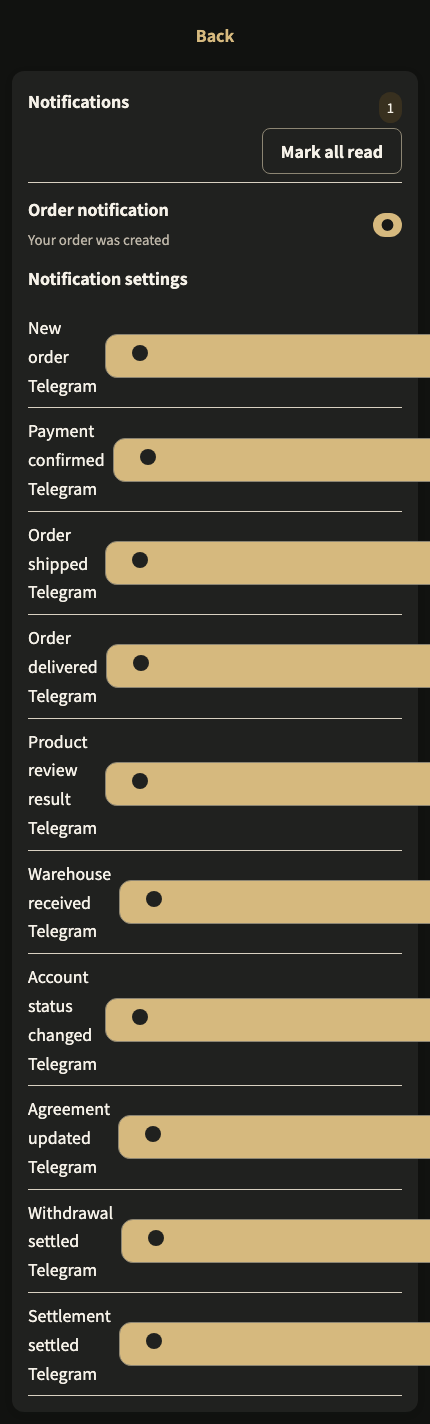 Back
Notifications
1
Mark all read
Order notification
Your order was created
Notification settings
New
order
Telegram
Payment
confirmed
Telegram
Order
shipped
Telegram
Order
delivered
Telegram
Product
review
result
Telegram
Warehouse
received
Telegram
Account
status
changed
Telegram
Agreement
updated
Telegram
Withdrawal
settled
Telegram
Settlement
settled
Telegram